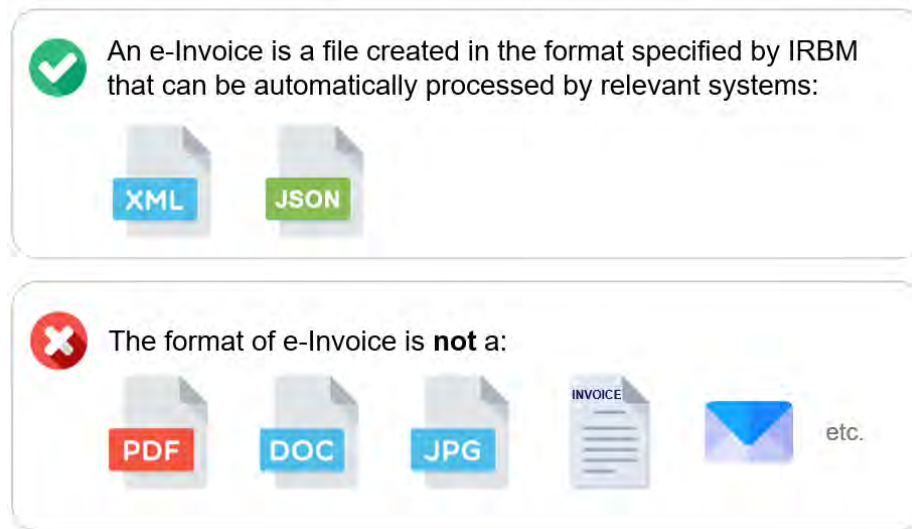 An e-Invoice is a file created in the format specified by IRBM
that can be automatically processed by relevant systems:
XML JSON
The format of e-Invoice is not a:
INVOICE
PDF DOC JPG etc.